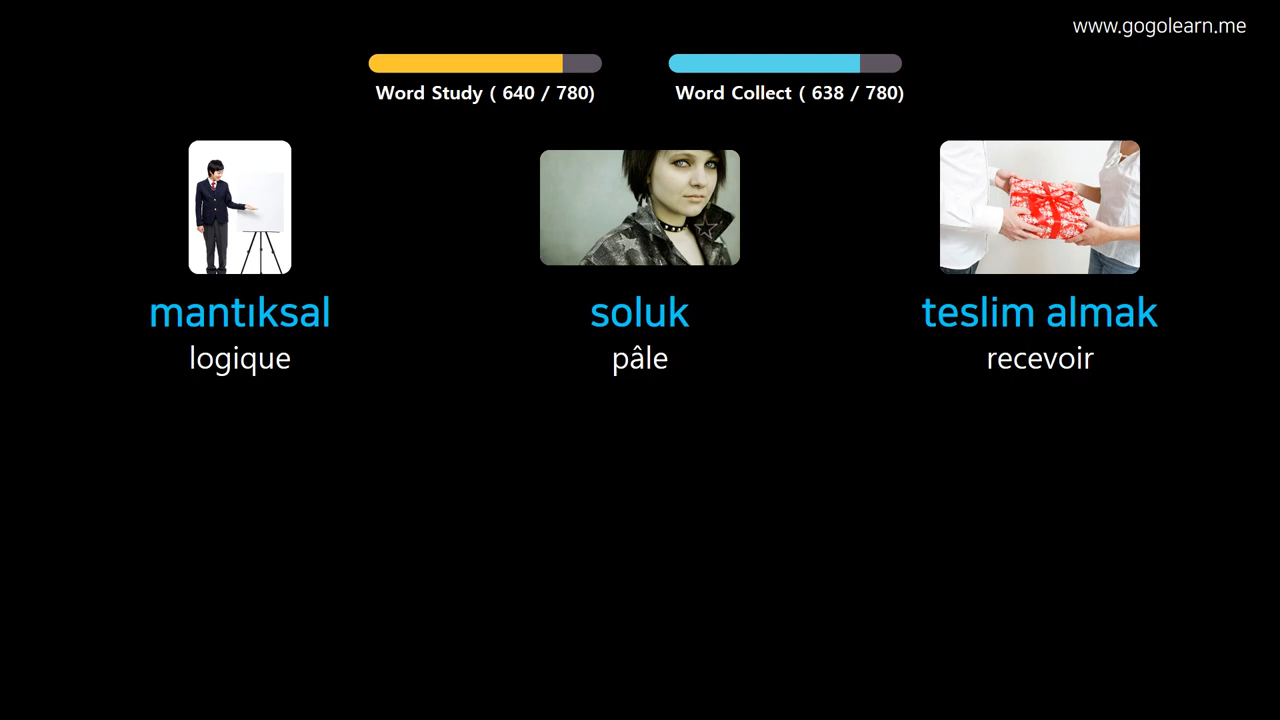 www.gogolearn.me
Word Study ( 640 / 780)
Word Collect ( 638 / 780)
mantıksal
logique
soluk
pâle
teslim almak
recevoir